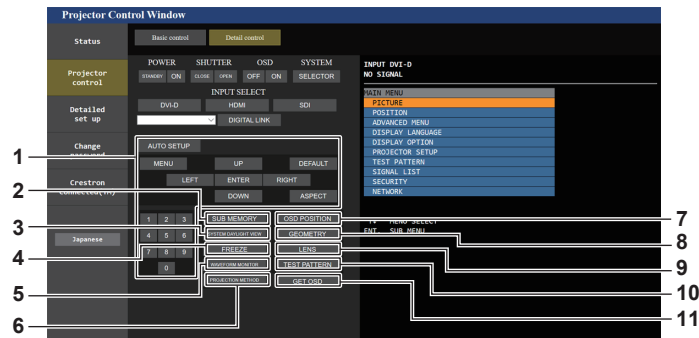 Projector Control Window
Status
Projector
control
Detailed
set up
Change
password
Crestron
Connected(TM)
Japanese
Basic control
Detail control
POWER
SHUTTER
OSD
SYSTEM
STANDBY
ON
CLOSE
OPEN
OFF
ON
SELECTOR
INPUT SELECT
DVI-D
HDMI
SDI
DIGITAL LINK
AUTO SETUP
MENU
UP
DEFAULT
LEFT
ENTER
RIGHT
DOWN
ASPECT
1 2 3
4 5 6
7 8 9
0
SUB MEMORY
SYSTEM DAYLIGHT VIEW
FREEZE
WAVEFORM MONITOR
PROJECTION METHOD
OSD POSITION
GEOMETRY
LENS
TEST PATTERN
GET OSD
INPUT DVI-D
NO SIGNAL
MAIN MENU
PICTURE
POSITION
ADVANCED MENU
DISPLAY LANGUAGE
DISPLAY OPTION
PROJECTOR SETUP
TEST PATTERN
SIGNAL LIST
SECURITY
NETWORK
MENU SELECT
ENT. SUB MENU
1
2
3
4
5
6
7
8
9
10
11